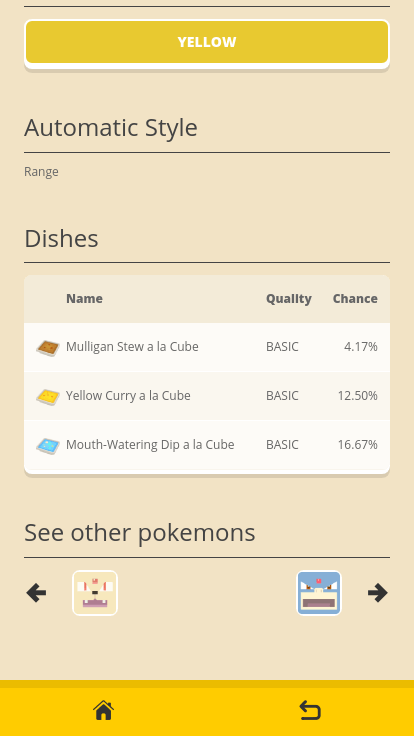 YELLOW
Automatic Style
Range
Dishes
Name Quality Chance
Mulligan Stew a la Cube BASIC 4.17%
Yellow Curry a la Cube BASIC 12.50%
Mouth-Watering Dip a la Cube BASIC 16.67%
See other pokemons